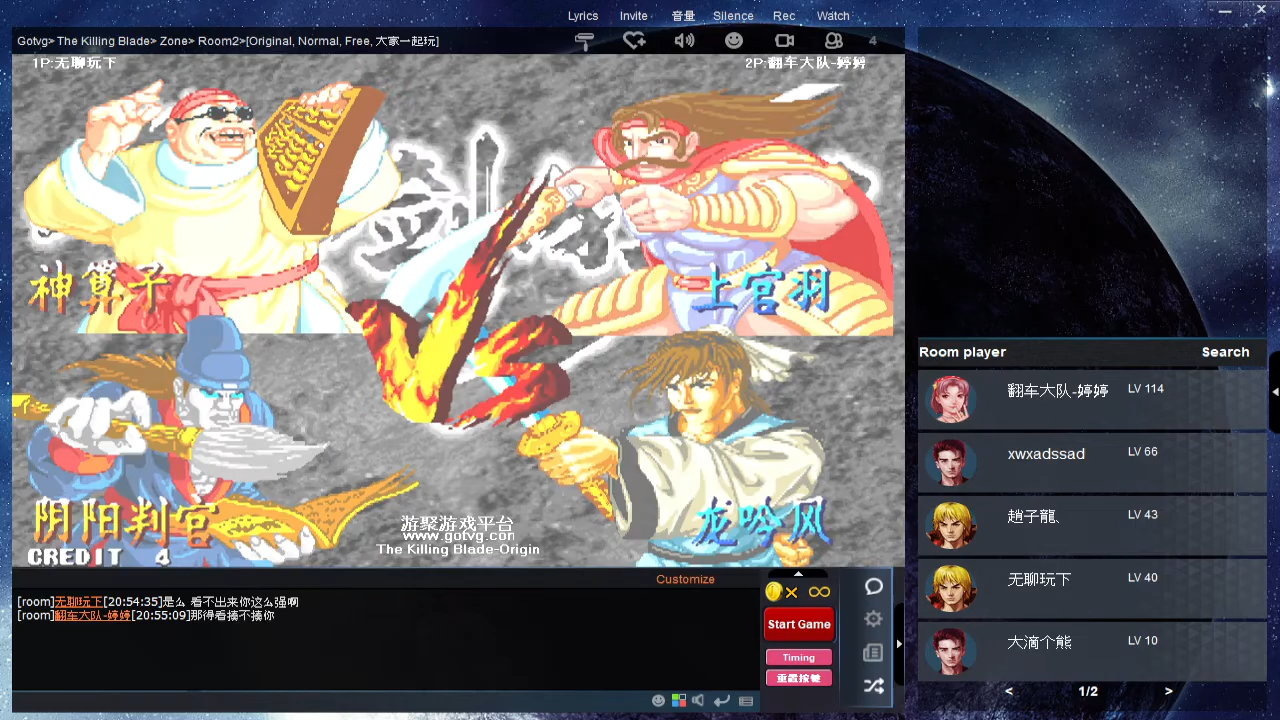 Lyrics Invite 音量 Silence Rec Watch
Gotvg> The Killing Blade> Zone> Room2>[Original, Normal, Free, 大家一起玩]
4
1P:无聊玩下
2P:翻车大队-婷婷
神算子
上官羽
VS
阴阳判官
龙吟风
CREDIT 4
游聚游戏平台
www.gotvg.com
The Killing Blade-Origin
Customize
[room]无聊玩下[20:54:35]是么 看不出来你这么强啊
[room]翻车大队-婷婷[20:55:09]那得看搞不搞你
Start Game
Timing
重置按键
Room player Search
翻车大队-婷婷 LV 114
xwxadssad LV 66
趙子龍、 LV 43
无聊玩下 LV 40
大滴个熊 LV 10
< 1/2 >